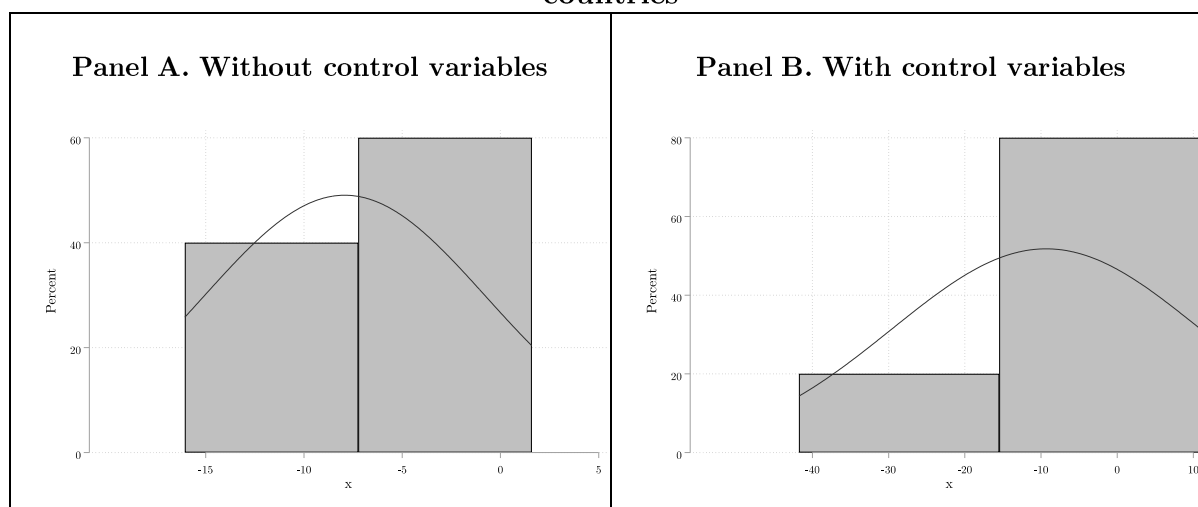 countries
Panel A. Without control variables
Panel B. With control variables
60
40
20
0
Percent
-15 -10 -5 0 5
x
80
60
40
20
0
Percent
-40 -30 -20 -10 0 10
x